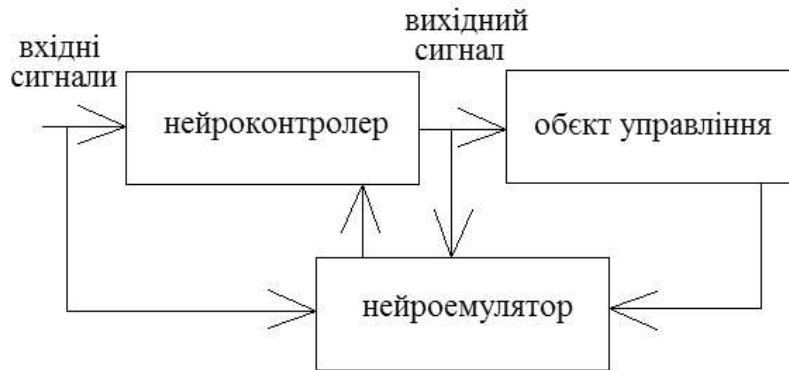 вхідні
сигнали
вихідний
сигнал
нейроконтролер
обєкт управління
нейроемулятор